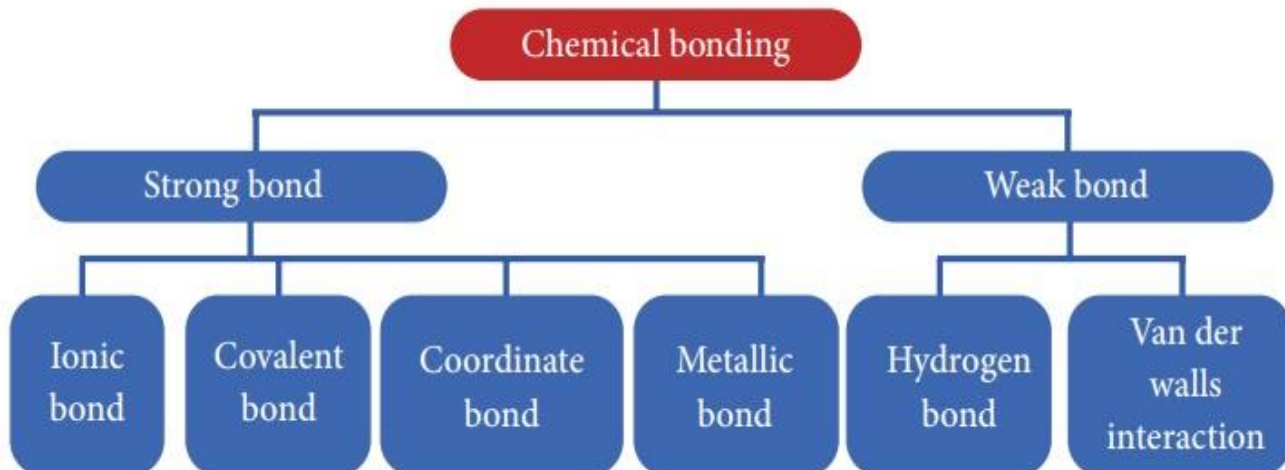 Chemical bonding
Strong bond
Weak bond
Ionic
bond
Covalent
bond
Coordinate
bond
Metallic
bond
Hydrogen
bond
Van der
walls
interaction